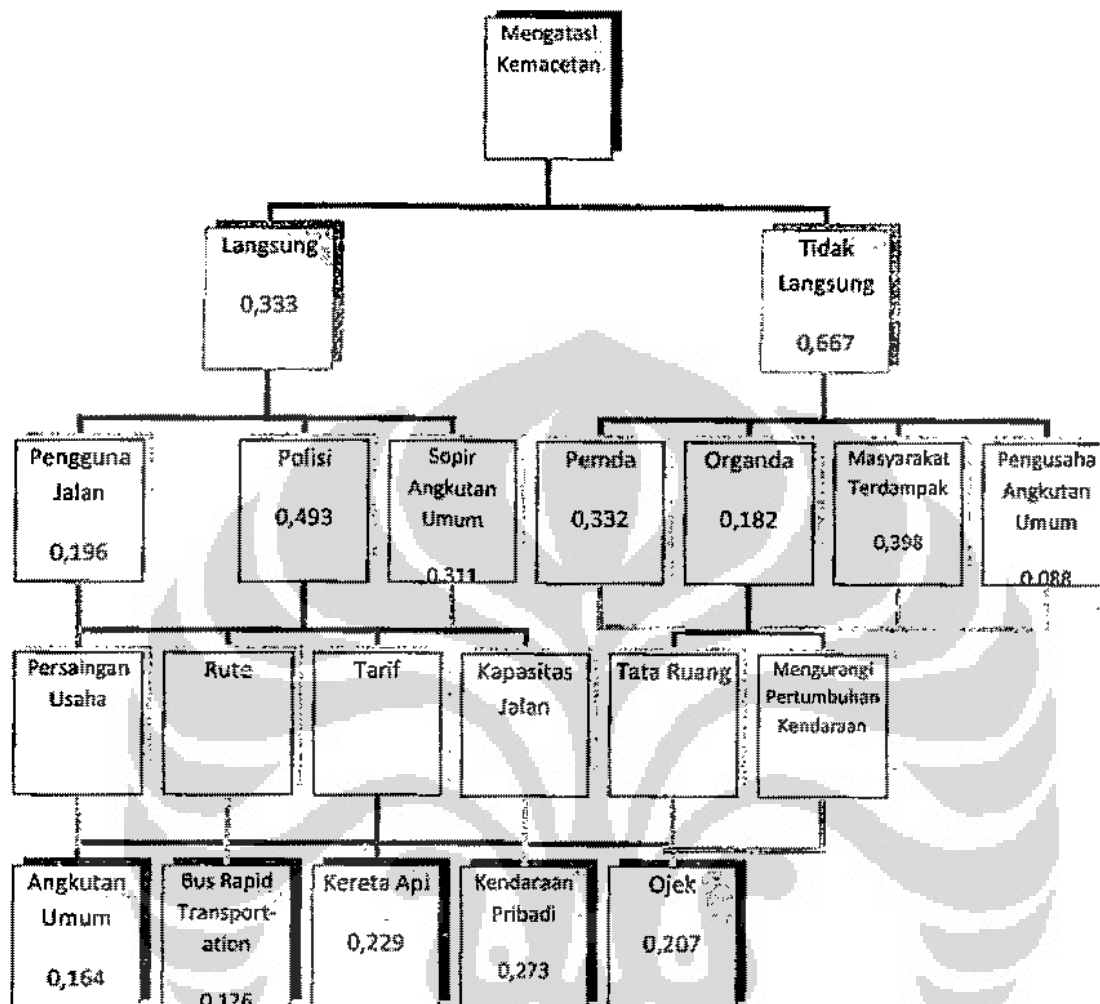 Mengatasi
Kemacetan
Langsung
0,333
Tidak
Langsung
0,667
Pengguna
Jalan
0,196
Polisi
0,493
Sopir
Angkutan
Umum
0.311
Pemda
0,332
Organda
0,182
Masyarakat
Terdampak
0,398
Pengusaha
Angkutan
Umum
0.088
Persaingan
Usaha
Rute
Tarif
Kapasitas
Jalan
Tata Ruang
Mengurangi
Pertumbuhan
Kendaraan
Angkutan
Umum
0,164
Bus Rapid
Transport-
ation
0,126
Kereta Api
0,229
Kendaraan
Pribadi
0,273
Ojek
0,207